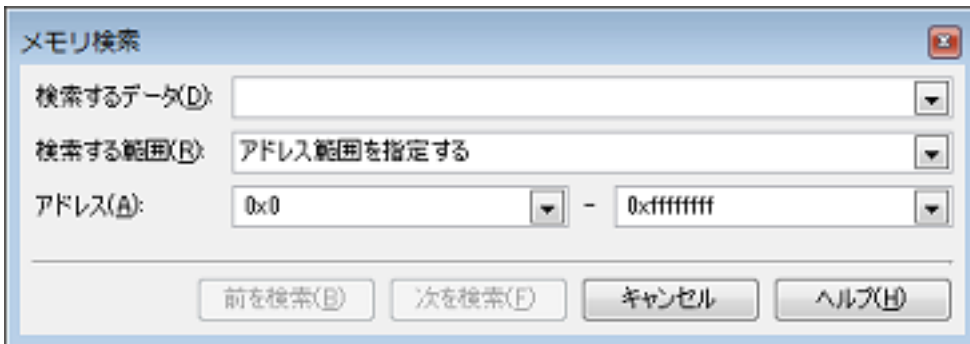 メモリ検索
検索するデータ(D):
検索する範囲(R): アドレス範囲を指定する
アドレス(A): 0x0 - 0xffffffff
前を検索(B) 次を検索(F) キャンセル ヘルプ(H)